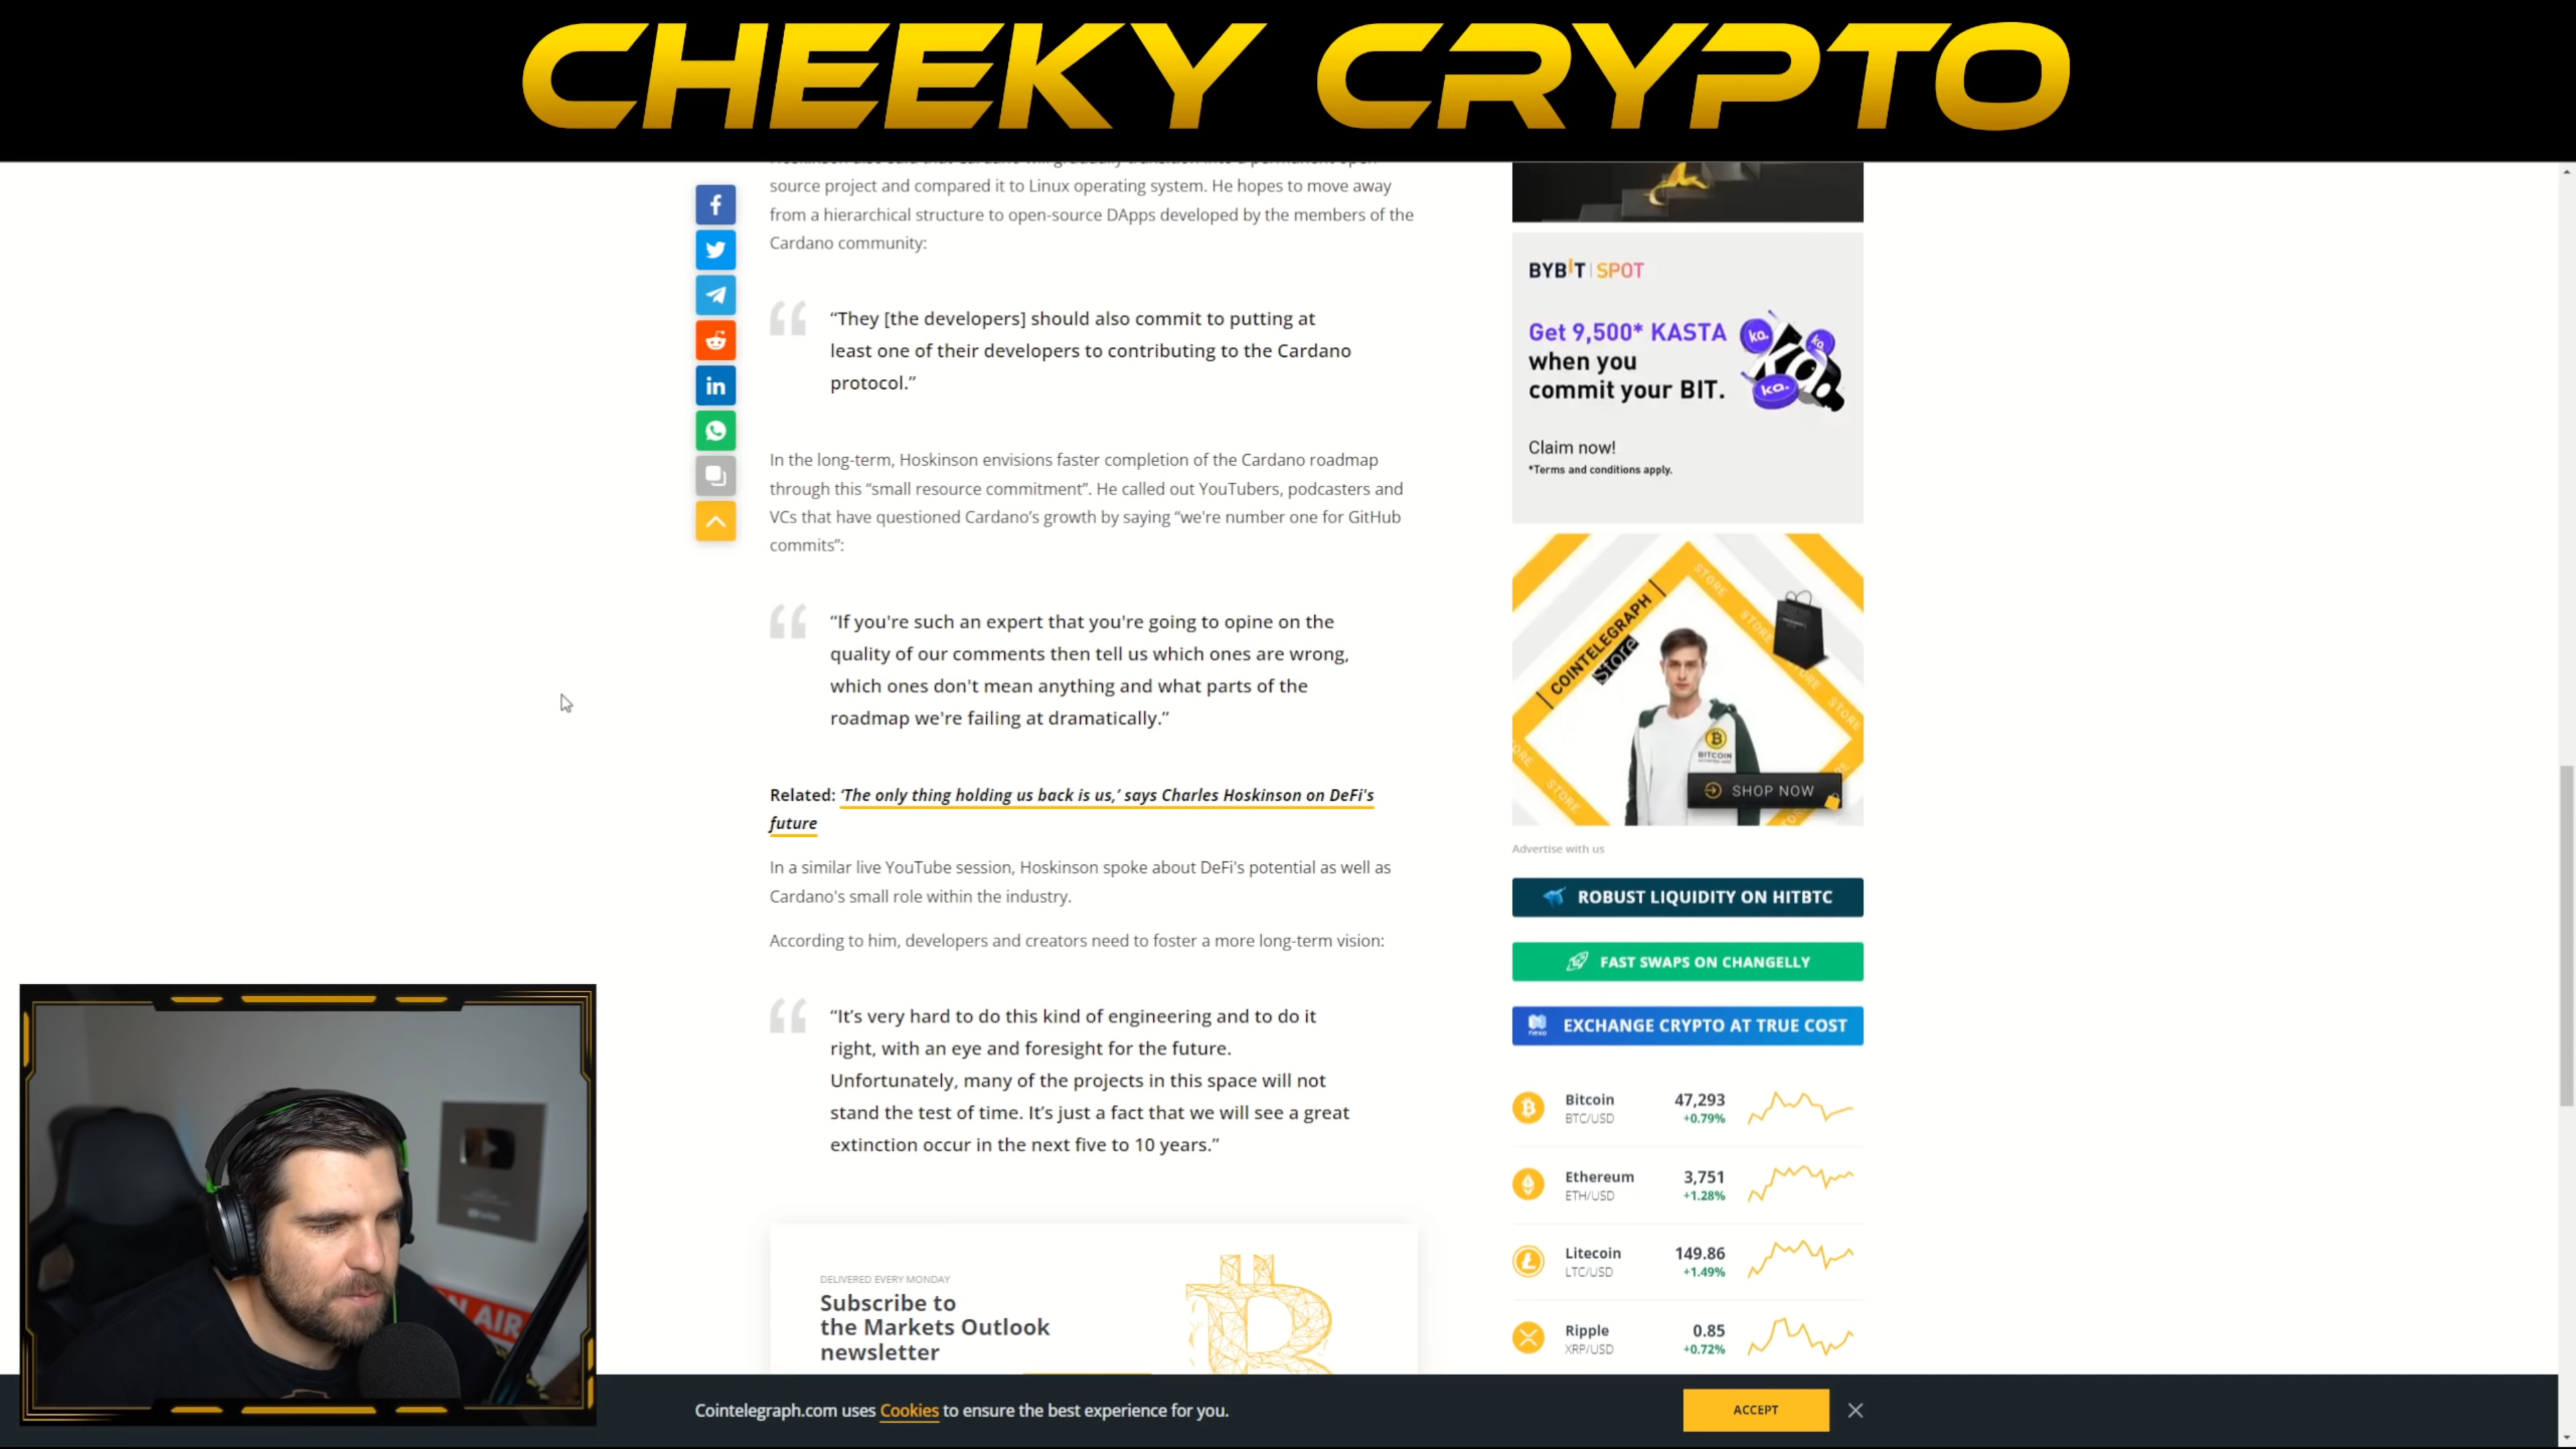 CHEEKY CRYPTO
source project and compared it to Linux operating system. He hopes to move away
from a hierarchical structure to open-source DApps developed by the members of the
Cardano community:
“They [the developers] should also commit to putting at
least one of their developers to contributing to the Cardano
protocol.”
In the long-term, Hoskinson envisions faster completion of the Cardano roadmap
through this “small resource commitment”. He called out YouTubers, podcasters and
VCs that have questioned Cardano’s growth by saying “we're number one for GitHub
commits”:
“If you're such an expert that you're going to opine on the
quality of our comments then tell us which ones are wrong,
which ones don't mean anything and what parts of the
roadmap we're failing at dramatically.”
Related: ‘The only thing holding us back is us,’ says Charles Hoskinson on DeFi's
future
In a similar live YouTube session, Hoskinson spoke about DeFi's potential as well as
Cardano's small role within the industry.
According to him, developers and creators need to foster a more long-term vision:
“It’s very hard to do this kind of engineering and to do it
right, with an eye and foresight for the future.
Unfortunately, many of the projects in this space will not
stand the test of time. It’s just a fact that we will see a great
extinction occur in the next five to 10 years.”
DELIVERED EVERY MONDAY
Subscribe to
the Markets Outlook
newsletter
BYBIT | SPOT
Get 9,500* KASTA
when you
commit your BIT.
Claim now!
*Terms and conditions apply.
ka.
ka.
ka.
ka.
COINTELEGRAPH
Store
STORE
STORE
STORE
STORE
STORE
BITCOIN
SHOP NOW
Advertise with us
ROBUST LIQUIDITY ON HITBTC
FAST SWAPS ON CHANGELLY
EXCHANGE CRYPTO AT TRUE COST
Bitcoin 47,293
BTC/USD +0.79%
Ethereum 3,751
ETH/USD +1.28%
Litecoin 149.86
LTC/USD +1.49%
Ripple 0.85
XRP/USD +0.72%
AIR
Cointelegraph.com uses Cookies to ensure the best experience for you.
ACCEPT